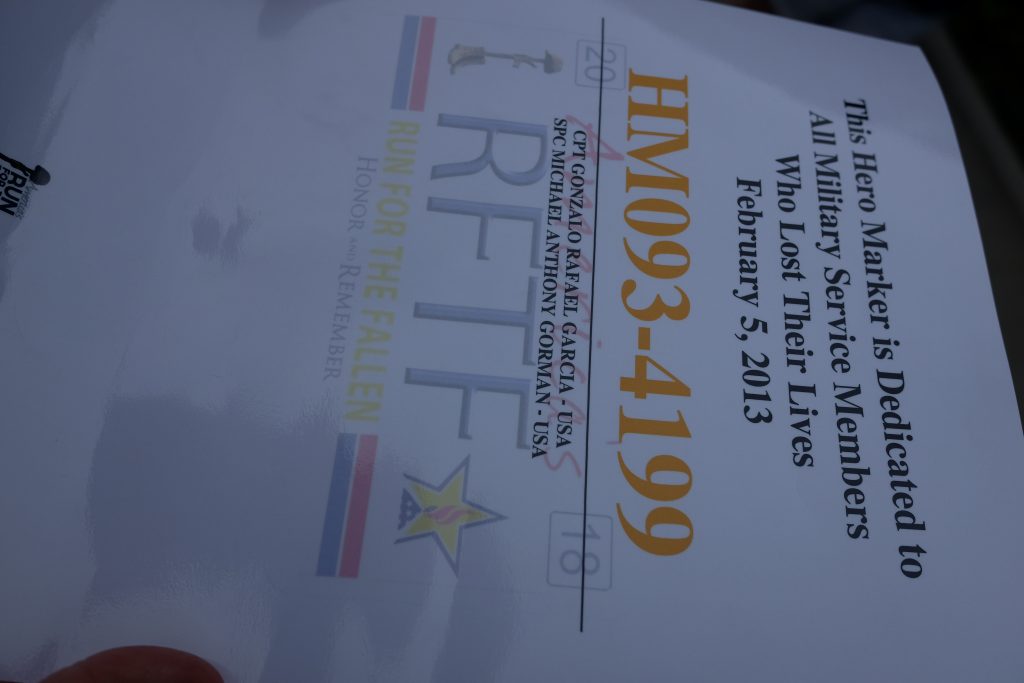 This Hero Marker is Dedicated to
All Military Service Members
Who Lost Their Lives
February 5, 2013
HM093-4199
20 18
America's
CPT GONZALO RAFAEL GARCIA - USA
SPC MICHAEL ANTHONY GORMAN - USA
RFTF
RUN FOR THE FALLEN
HONOR AND REMEMBER
RUN